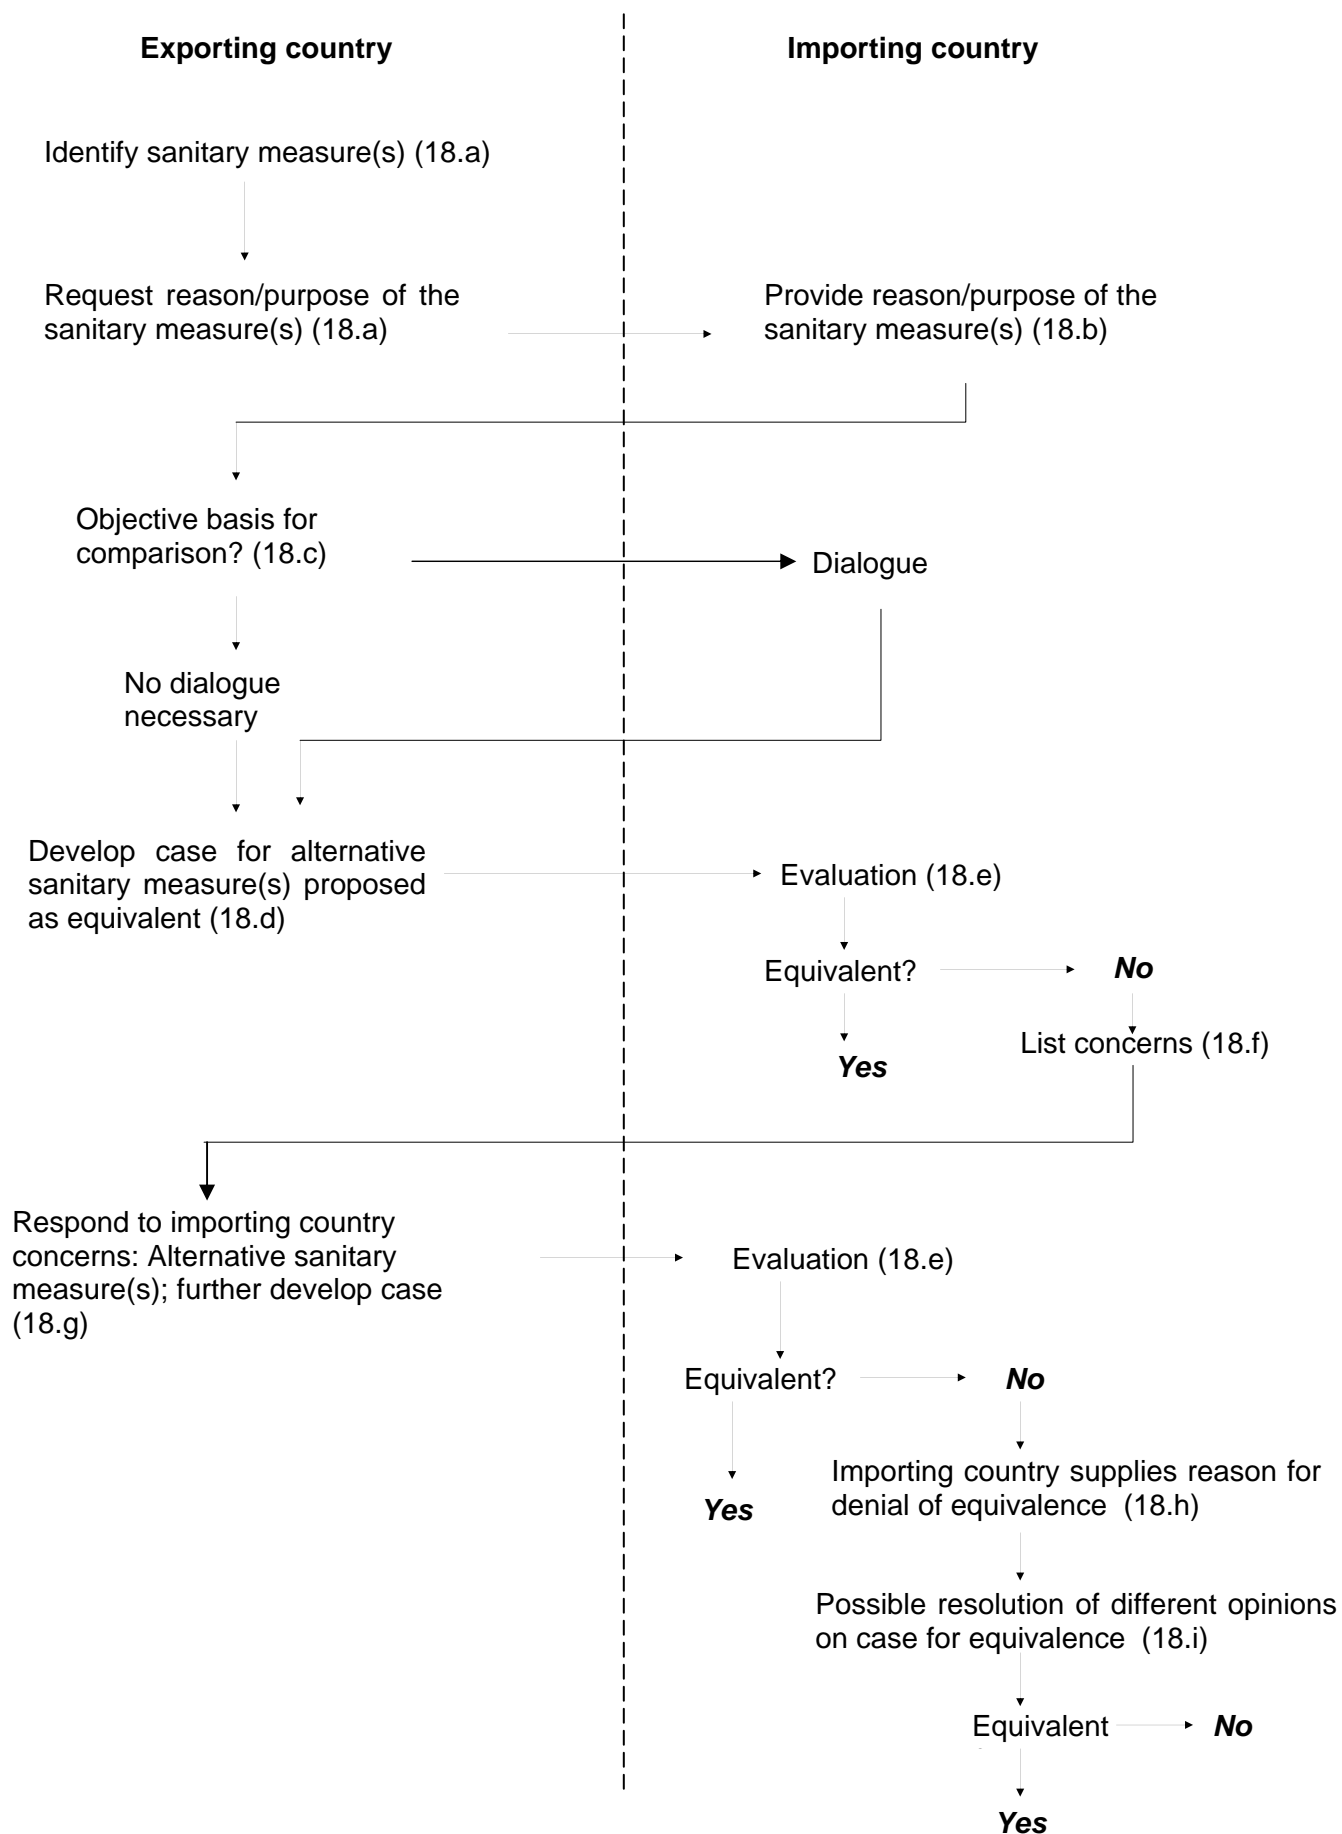 Exporting country
Importing country
Identify sanitary measure(s) (18.a)
Request reason/purpose of the
sanitary measure(s) (18.a)
Provide reason/purpose of the
sanitary measure(s) (18.b)
Objective basis for
comparison? (18.c)
Dialogue
No dialogue
necessary
Develop case for alternative
sanitary measure(s) proposed
as equivalent (18.d)
Evaluation (18.e)
Equivalent?
No
Yes
List concerns (18.f)
Respond to importing country
concerns: Alternative sanitary
measure(s); further develop case
(18.g)
Evaluation (18.e)
Equivalent?
No
Yes
Importing country supplies reason for
denial of equivalence (18.h)
Possible resolution of different opinions
on case for equivalence (18.i)
Equivalent
No
Yes